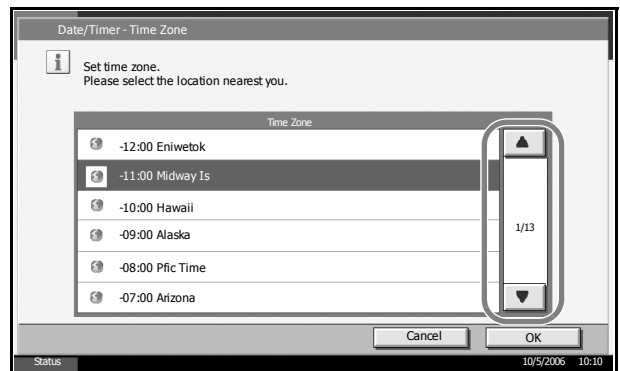 Date/Timer - Time Zone
Set time zone.
Please select the location nearest you.
Time Zone
-12:00 Eniwetok
-11:00 Midway Is
-10:00 Hawaii
-09:00 Alaska
1/13
-08:00 Pfic Time
-07:00 Arizona
Cancel OK
Status 10/5/2006 10:10